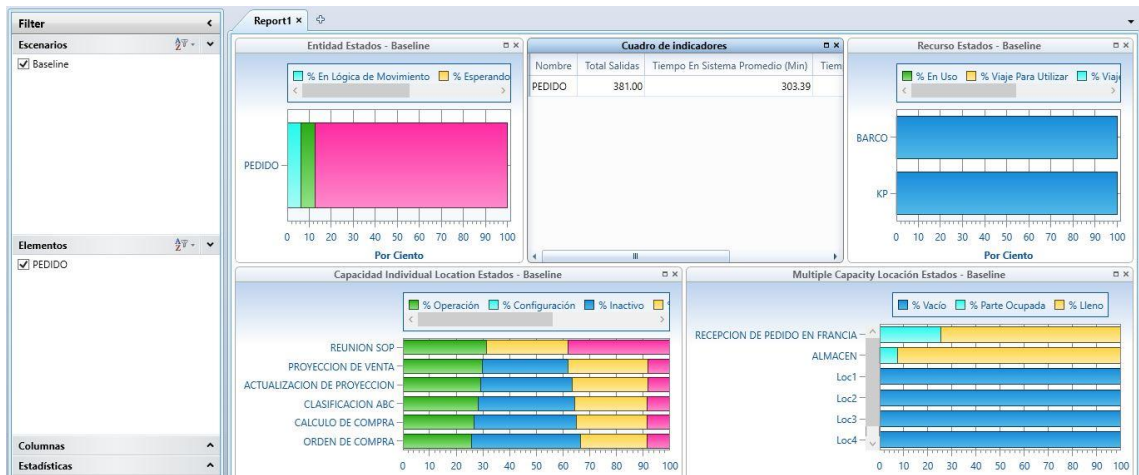 Filter
Escenarios
Baseline
Elementos
PEDIDO
Columnas
Estadísticas
Report1
Entidad Estados - Baseline
% En Lógica de Movimiento % Esperando
PEDIDO
0 10 20 30 40 50 60 70 80 90 100
Por Ciento
Cuadro de indicadores
Nombre Total Salidas Tiempo En Sistema Promedio (Min) Tiem
PEDIDO 381.00 303.39
Recurso Estados - Baseline
% En Uso % Viaje Para Utilizar % Viaj
BARCO
KP
0 10 20 30 40 50 60 70 80 90 100
Por Ciento
Capacidad Individual Location Estados - Baseline
% Operación % Configuración % Inactivo
REUNION SOP
PROYECCION DE VENTA
ACTUALIZACION DE PROYECCION
CLASIFICACION ABC
CALCULO DE COMPRA
ORDEN DE COMPRA
0 10 20 30 40 50 60 70 80 90 100
Multiple Capacity Locación Estados - Baseline
% Vacío % Parte Ocupada % Lleno
RECEPCION DE PEDIDO EN FRANCIA
ALMACEN
Loc1
Loc2
Loc3
Loc4
0 10 20 30 40 50 60 70 80 90 100